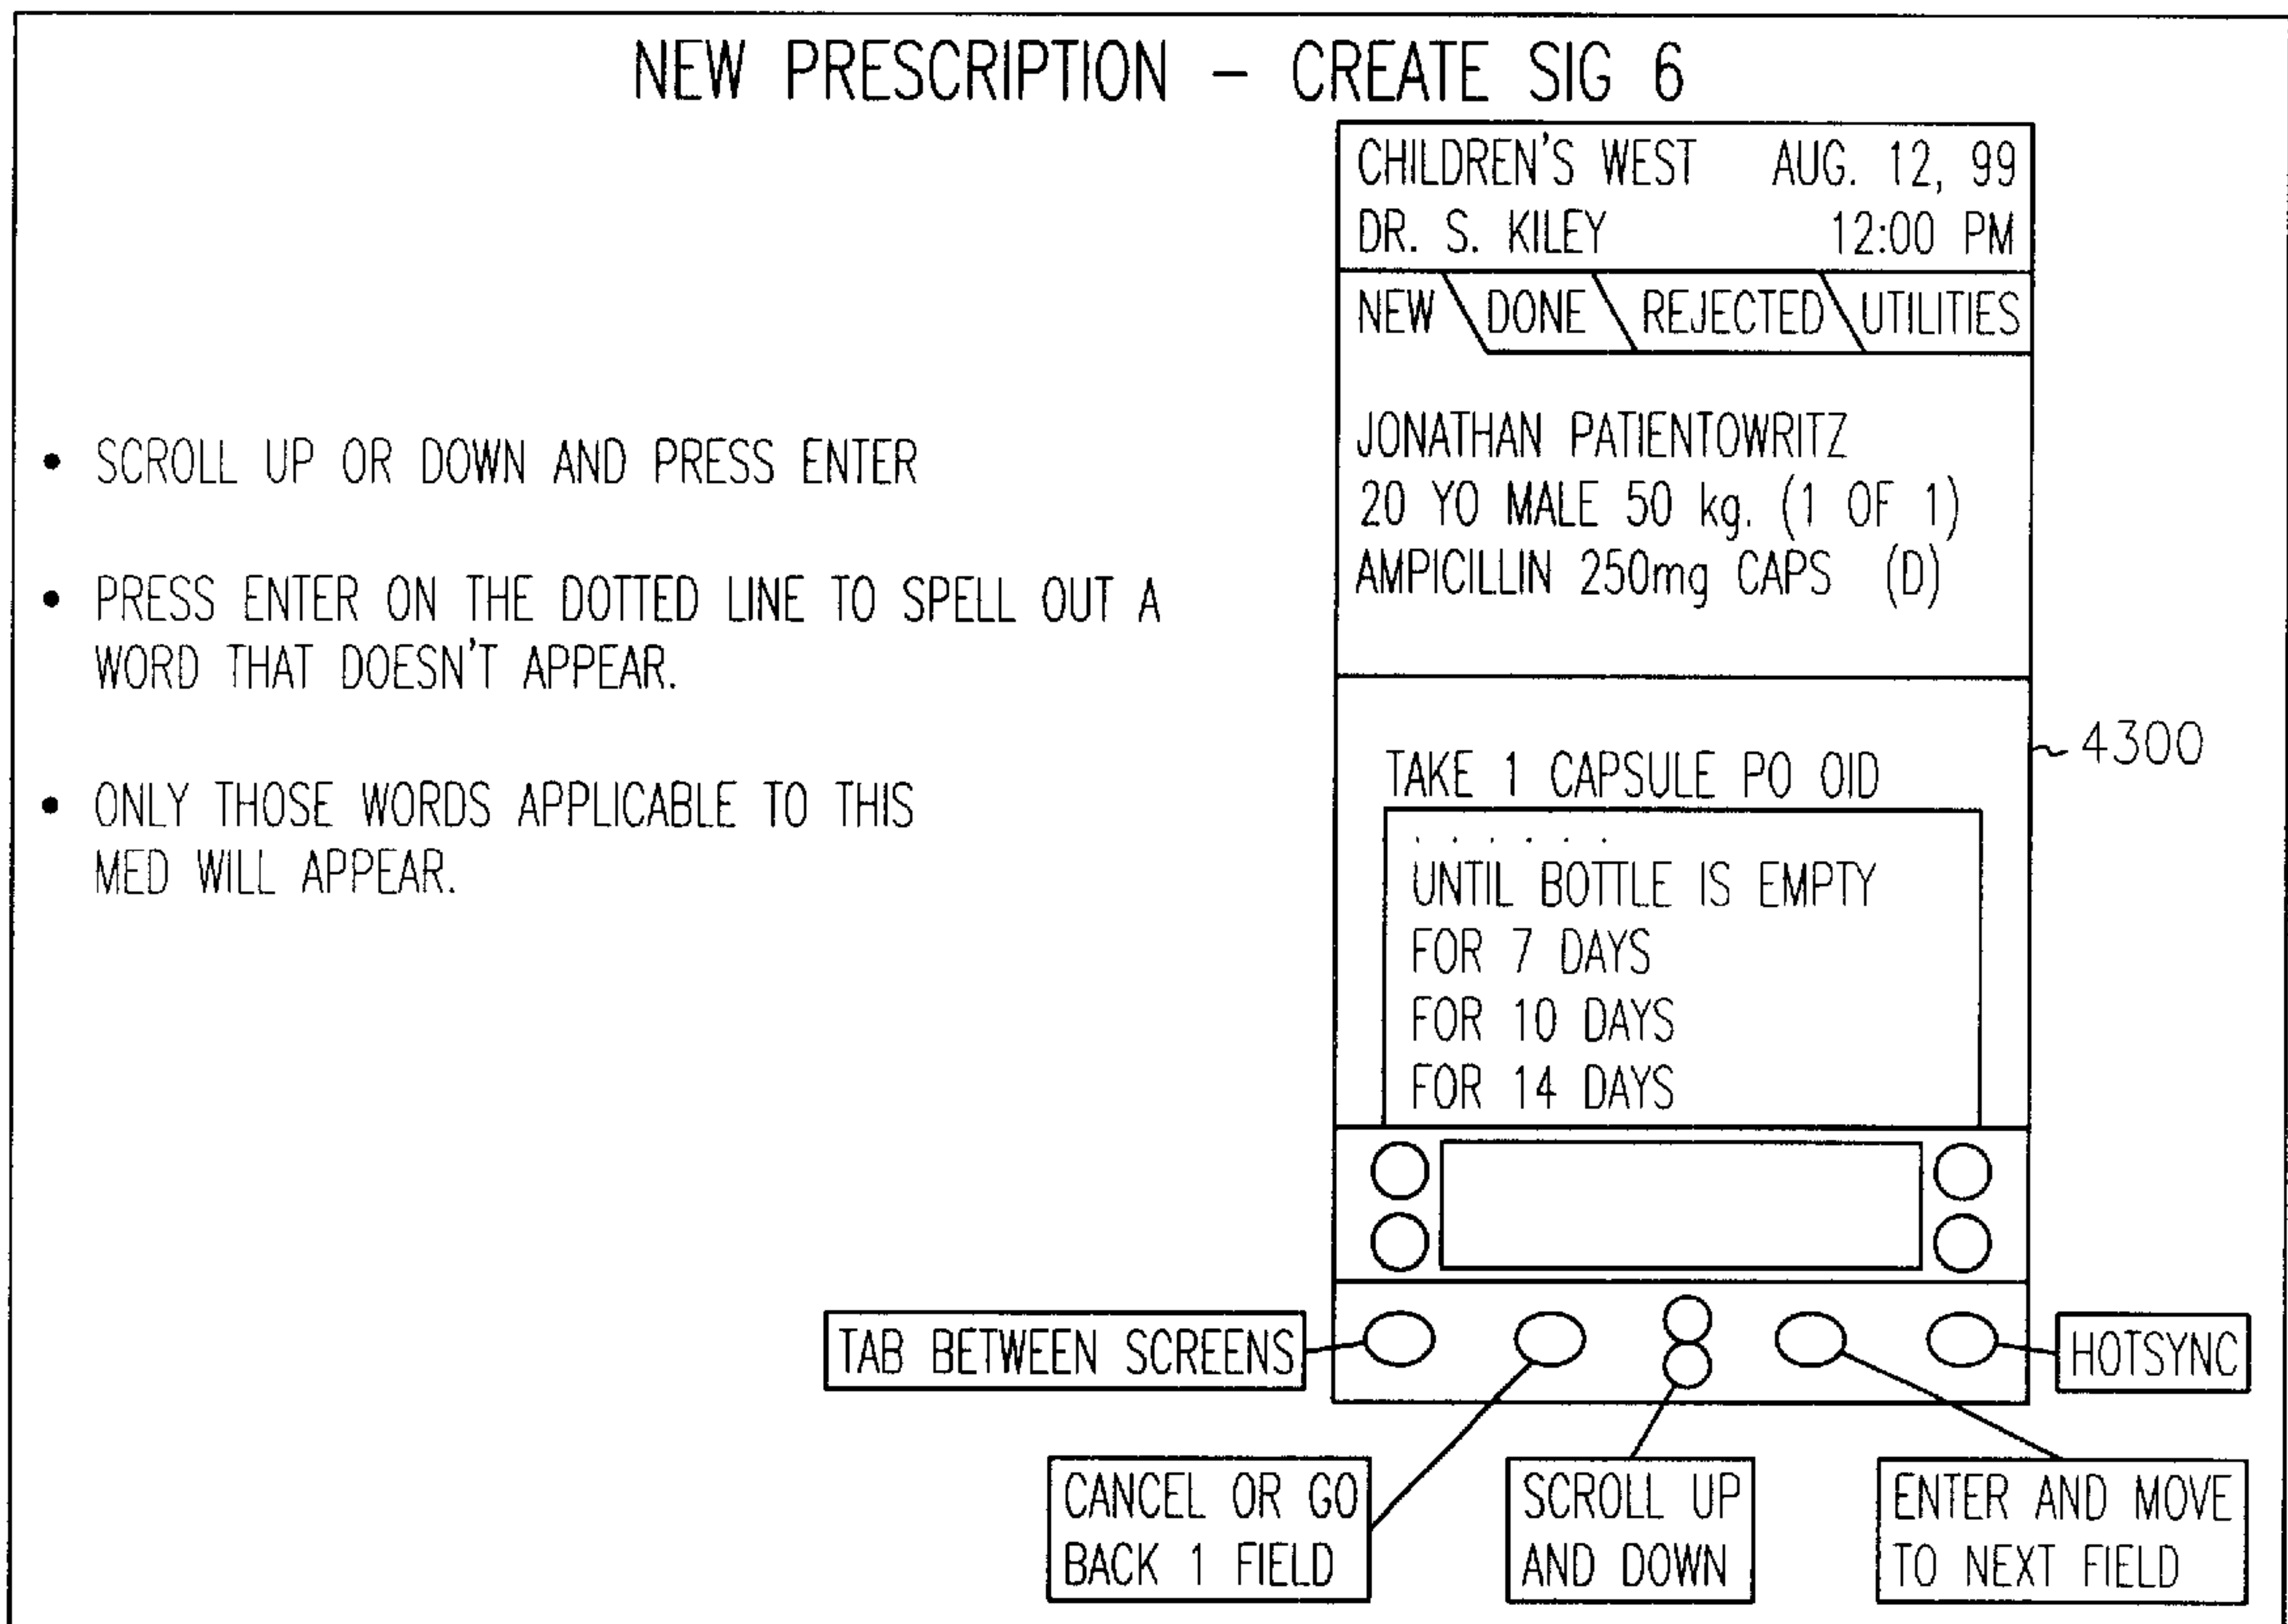 NEW PRESCRIPTION – CREATE SIG 6
CHILDREN'S WEST AUG. 12, 99
DR. S. KILEY 12:00 PM
NEW DONE REJECTED UTILITIES
JONATHAN PATIENTOWRITZ
20 YO MALE 50 kg. (1 OF 1)
AMPICILLIN 250mg CAPS (D)
• SCROLL UP OR DOWN AND PRESS ENTER
• PRESS ENTER ON THE DOTTED LINE TO SPELL OUT A
WORD THAT DOESN'T APPEAR.
• ONLY THOSE WORDS APPLICABLE TO THIS
MED WILL APPEAR.
4300
TAKE 1 CAPSULE PO OID
. . . . . .
UNTIL BOTTLE IS EMPTY
FOR 7 DAYS
FOR 10 DAYS
FOR 14 DAYS
TAB BETWEEN SCREENS
HOTSYNC
CANCEL OR GO
BACK 1 FIELD
SCROLL UP
AND DOWN
ENTER AND MOVE
TO NEXT FIELD